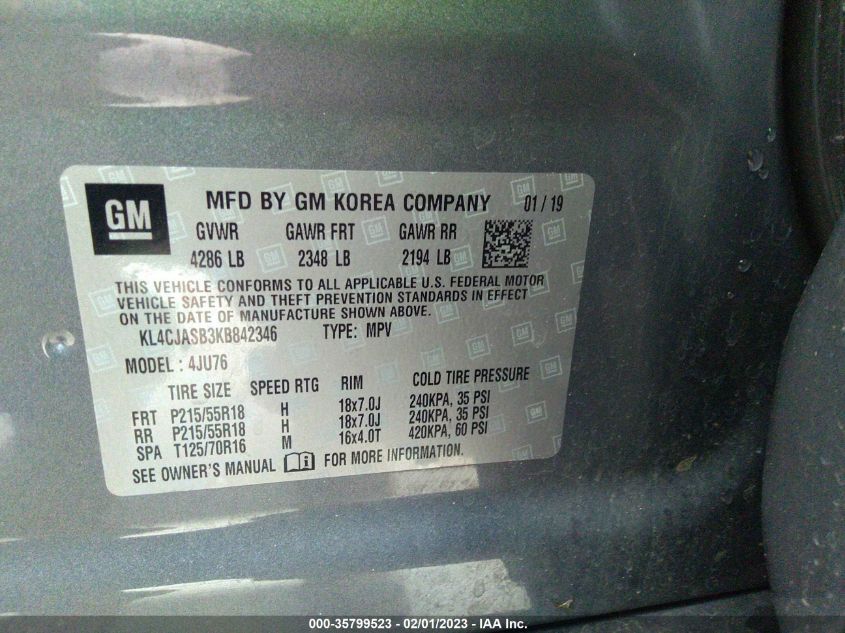 GM
MFD BY GM KOREA COMPANY 01 / 19
GVWR GAWR FRT GAWR RR
4286 LB 2348 LB 2194 LB
THIS VEHICLE CONFORMS TO ALL APPLICABLE U.S. FEDERAL MOTOR
VEHICLE SAFETY AND THEFT PREVENTION STANDARDS IN EFFECT
ON THE DATE OF MANUFACTURE SHOWN ABOVE.
KL4CJASB3KB842346 TYPE: MPV
MODEL : 4JU76
TIRE SIZE SPEED RTG RIM COLD TIRE PRESSURE
FRT P215/55R18 H 18x7.0J 240KPA, 35 PSI
RR P215/55R18 H 18x7.0J 240KPA, 35 PSI
SPA T125/70R16 M 16x4.0T 420KPA, 60 PSI
SEE OWNER'S MANUAL FOR MORE INFORMATION.
000-35799523 - 02/01/2023 - IAA Inc.